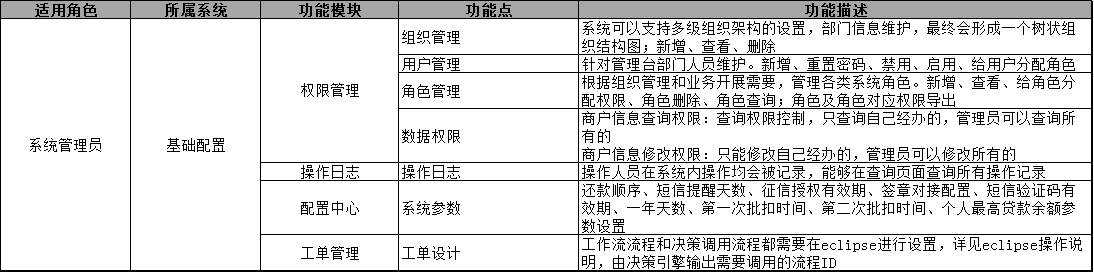 适用角色 所属系统 功能模块 功能点 功能描述
系统管理员 基础配置 权限管理 组织管理 系统可以支持多级组织架构的设置，部门信息维护，最终会形成一个树状组
织结构图；新增、查看、删除
用户管理 针对管理台部门人员维护。新增、重置密码、禁用、启用、给用户分配角色
角色管理 根据组织管理和业务开展需要，管理各类系统角色。新增、查看、给角色分
配权限、角色删除、角色查询；角色及角色对应权限导出
数据权限 商户信息查询权限：查询权限控制，只查询自己经办的，管理员可以查询所
有的
商户信息修改权限：只能修改自己经办的，管理员可以修改所有的
操作日志 操作日志 操作人员在系统内操作均会被记录，能够在查询页面查询所有操作记录
配置中心 系统参数 还款顺序、短信提醒天数、征信授权有效期、签章对接配置、短信验证码有
效期、一年天数、第一次批扣时间、第二次批扣时间、个人最高贷款余额参
数设置
工单管理 工单设计 工作流流程和决策调用流程都需要在eclipse进行设置，详见eclipse操作说
明，由决策引擎输出需要调用的流程ID